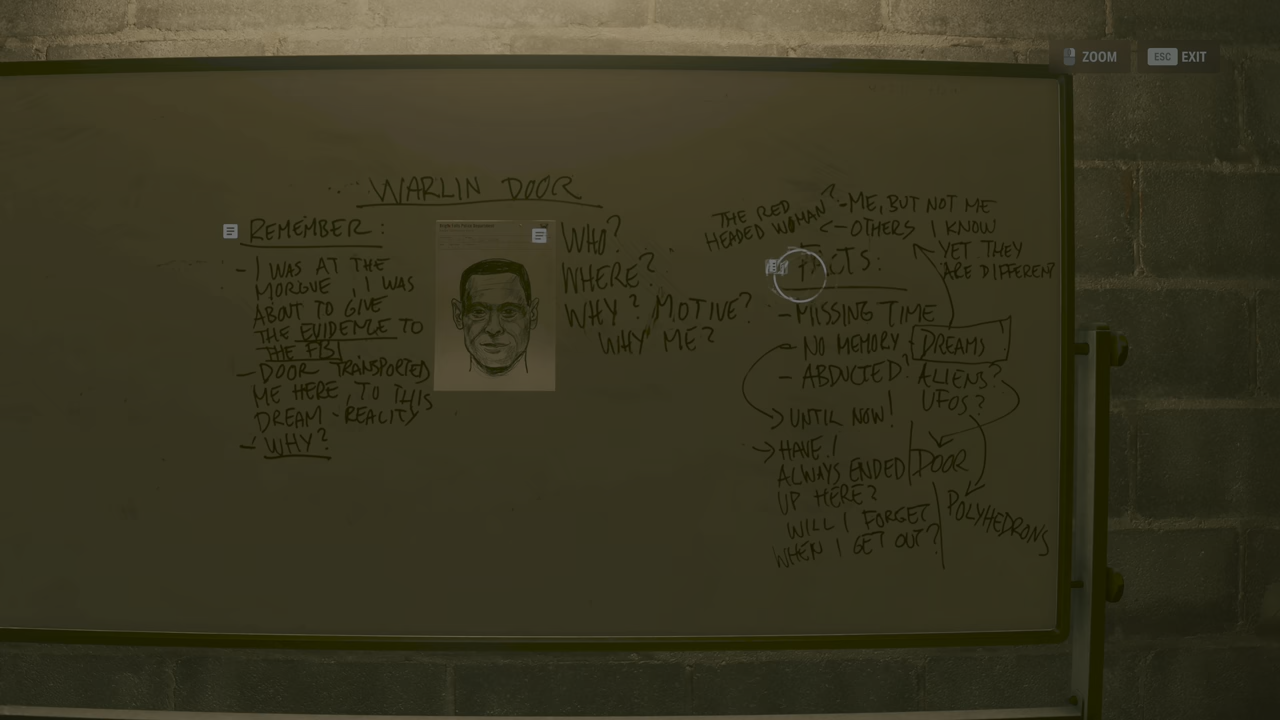 ZOOM
ESC EXIT
WARLIN DOOR
REMEMBER:
- I WAS AT THE
MORGUE, I WAS
ABOUT TO GIVE
THE EVIDENCE TO
THE FBI
- DOOR TRANSPORTED
ME HERE, TO THIS
DREAM-REALITY
- WHY?
WHO?
WHERE?
WHY? MOTIVE?
WHY ME?
THE RED
HEADED WOMAN?
- ME, BUT NOT ME
- OTHERS I KNOW
YET THEY
ARE DIFFERENT
FACTS:
- MISSING TIME
- NO MEMORY - DREAMS
- ABDUCTED? ALIENS?
UFOS?
UNTIL NOW!
HAVE I
ALWAYS ENDED
UP HERE?
WILL I FORGET
WHEN I GET OUT?
DOOR
POLYHEDRONS